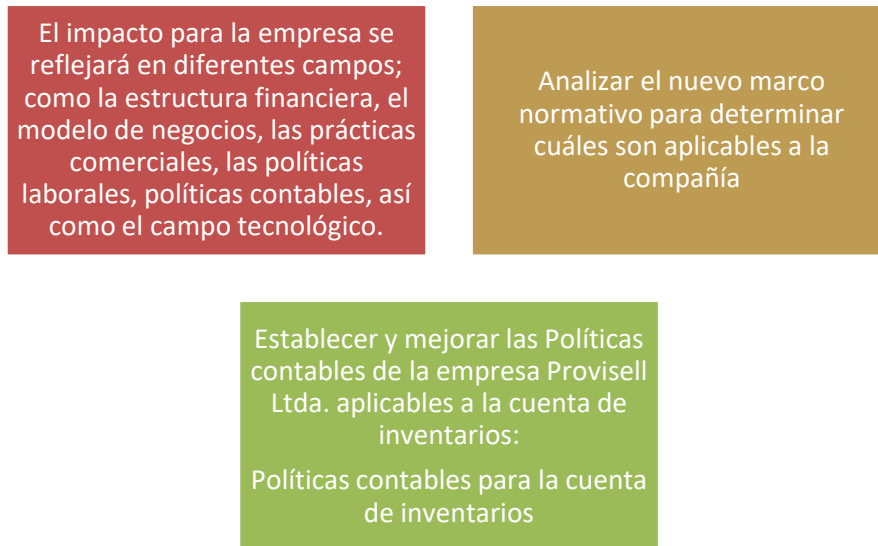 El impacto para la empresa se
reflejará en diferentes campos;
como la estructura financiera, el
modelo de negocios, las prácticas
comerciales, las políticas
laborales, políticas contables, así
como el campo tecnológico.
Analizar el nuevo marco
normativo para determinar
cuáles son aplicables a la
compañía
Establecer y mejorar las Políticas
contables de la empresa Provisell
Ltda. aplicables a la cuenta de
inventarios:
Políticas contables para la cuenta
de inventarios